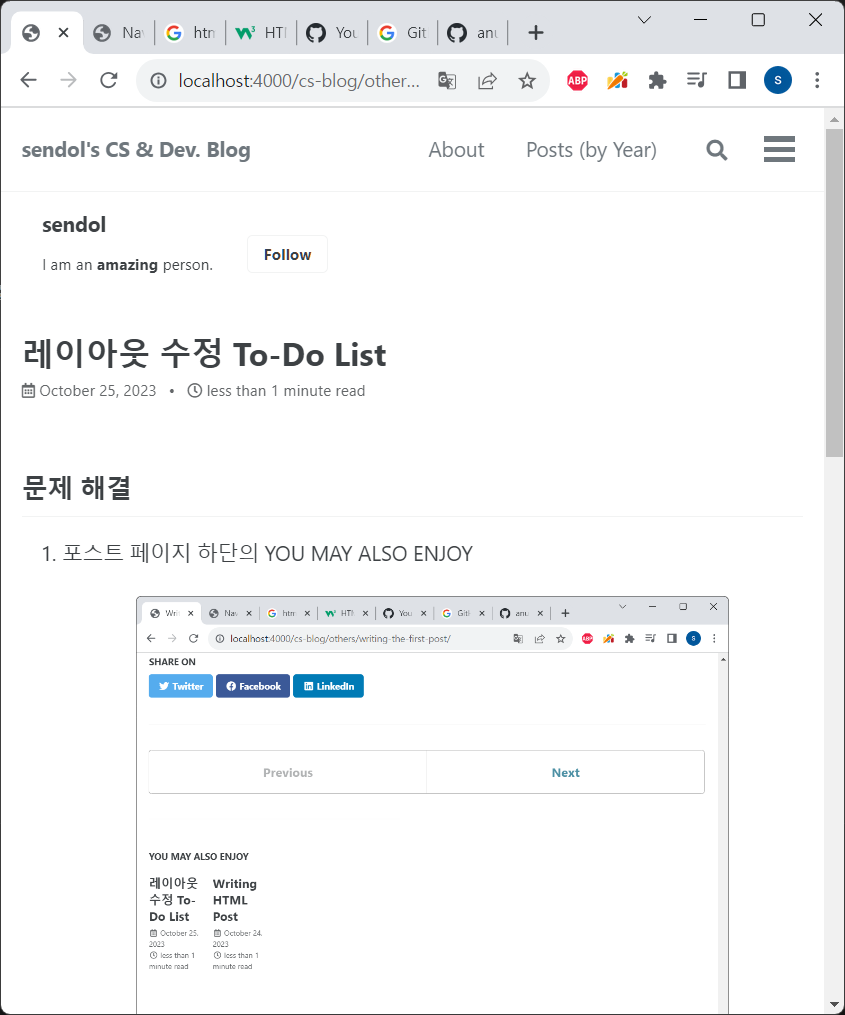 Na
htn
HTI
You
Git
anu
localhost:4000/cs-blog/other...
ABP
S
sendol's CS & Dev. Blog
About
Posts (by Year)
sendol
I am an amazing person.
Follow
레이아웃 수정 To-Do List
October 25, 2023 • less than 1 minute read
문제 해결
1. 포스트 페이지 하단의 YOU MAY ALSO ENJOY
Writ
Nav
htm
HTM
You
GitH
anu
localhost:4000/cs-blog/others/writing-the-first-post/
S
SHARE ON
Twitter
Facebook
LinkedIn
Previous
Next
YOU MAY ALSO ENJOY
레이아웃
수정 To-
Do List
October 25,
2023
less than 1
minute read
Writing
HTML
Post
October 24,
2023
less than 1
minute read